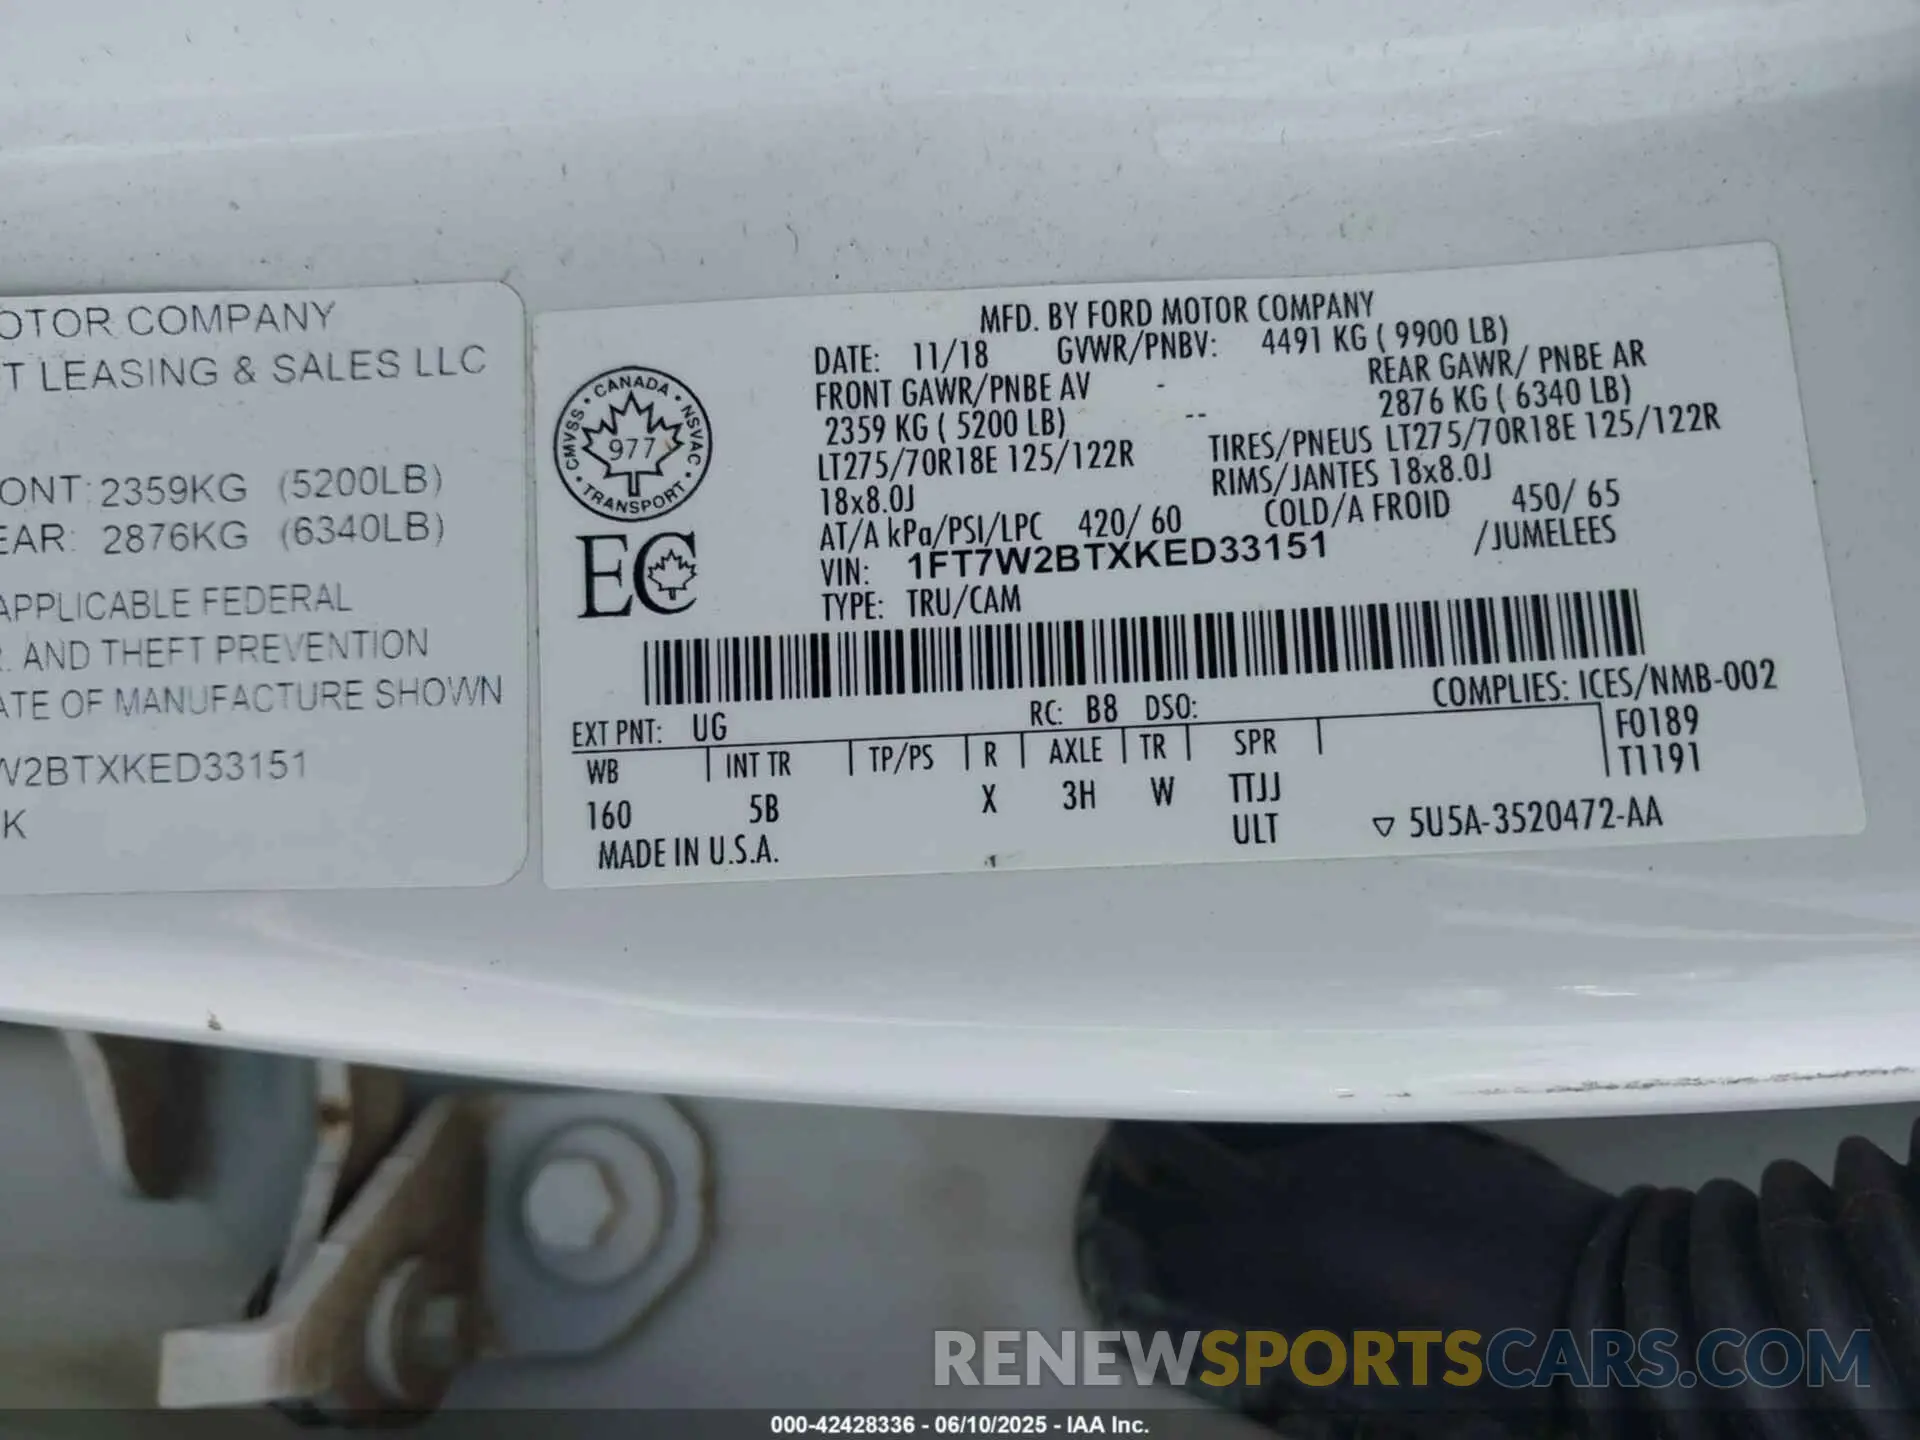 OTOR COMPANY
T LEASING & SALES LLC
ONT: 2359KG (5200LB)
EAR: 2876KG (6340LB)
APPLICABLE FEDERAL
R. AND THEFT PREVENTION
ATE OF MANUFACTURE SHOWN
W2BTXKED33151
K
MFD. BY FORD MOTOR COMPANY
DATE: 11/18 GVWR/PNBV: 4491 KG ( 9900 LB)
FRONT GAWR/PNBE AV - REAR GAWR/ PNBE AR
2359 KG ( 5200 LB) -- 2876 KG ( 6340 LB)
LT275/70R18E 125/122R TIRES/PNEUS LT275/70R18E 125/122R
18x8.0J RIMS/JANTES 18x8.0J
AT/A kPa/PSI/LPC 420/ 60 COLD/A FROID 450/ 65
VIN: 1FT7W2BTXKED33151 /JUMELEES
TYPE: TRU/CAM
CANADA • NSVAC • TRANSPORT • CMVSS •
977
EC
COMPLIES: ICES/NMB-002
EXT PNT: UG RC: B8 DSO: F0189
WB INT TR TP/PS R AXLE TR SPR T1191
160 5B X 3H W TTJJ
ULT ▽ 5U5A-3520472-AA
MADE IN U.S.A.
RENEWSPORTSCARS.COM
000-42428336 - 06/10/2025 - IAA Inc.